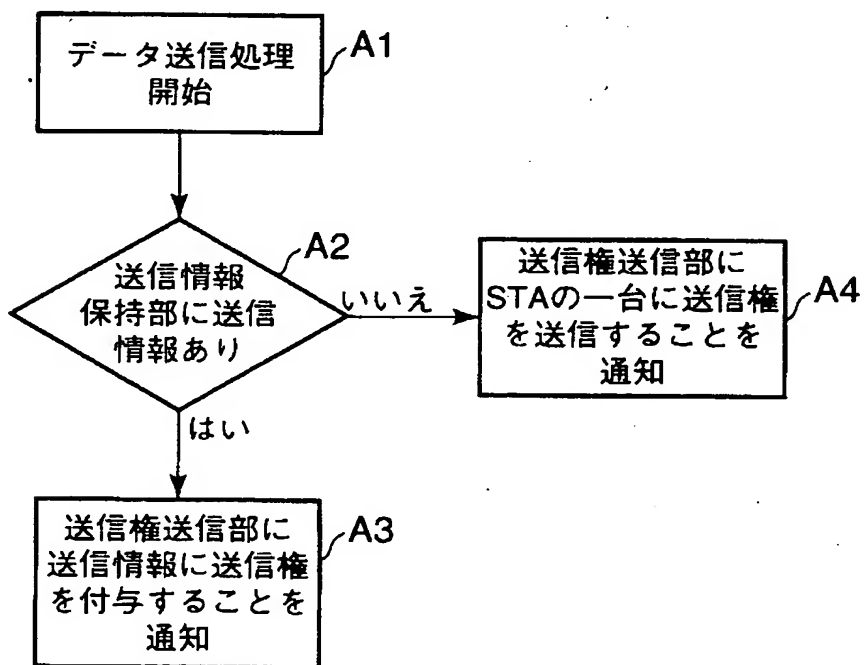 データ送信処理
開始
A1
送信情報
保持部に送信
情報あり
A2
いいえ
送信権送信部に
STAの一台に送信権
を送信することを
通知
A4
はい
送信権送信部に
送信情報に送信権
を付与することを
通知
A3